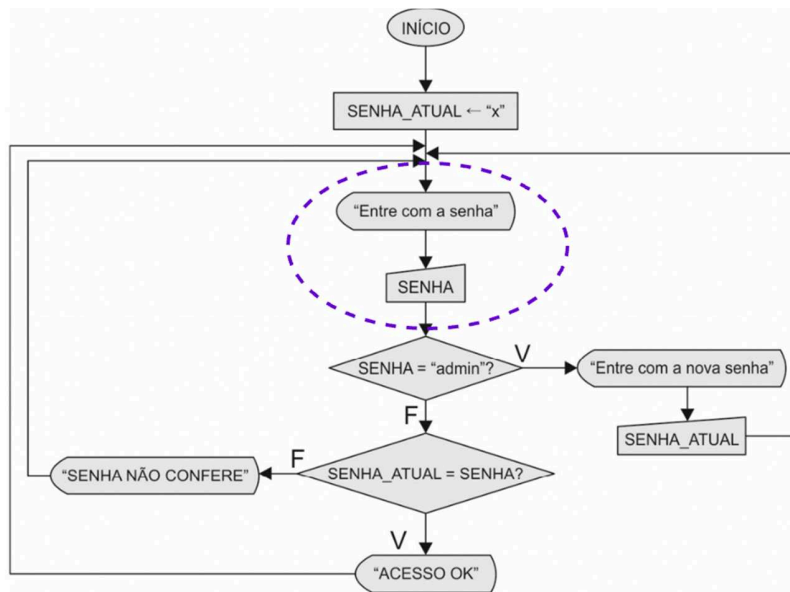 INÍCIO
SENHA_ATUAL ← “x”
“Entre com a senha”
SENHA
SENHA = “admin”?
V
“Entre com a nova senha”
SENHA_ATUAL
F
SENHA_ATUAL = SENHA?
F
“SENHA NÃO CONFERE”
V
“ACESSO OK”